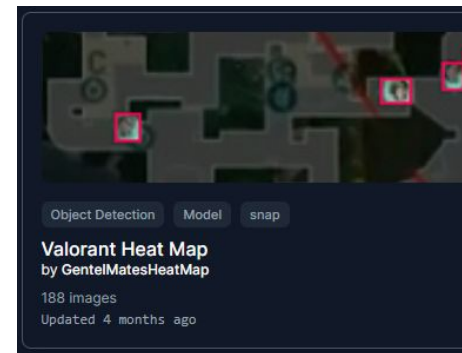 C
Object Detection Model snap
Valorant Heat Map
by GentelMatesHeatMap
188 images
Updated 4 months ago